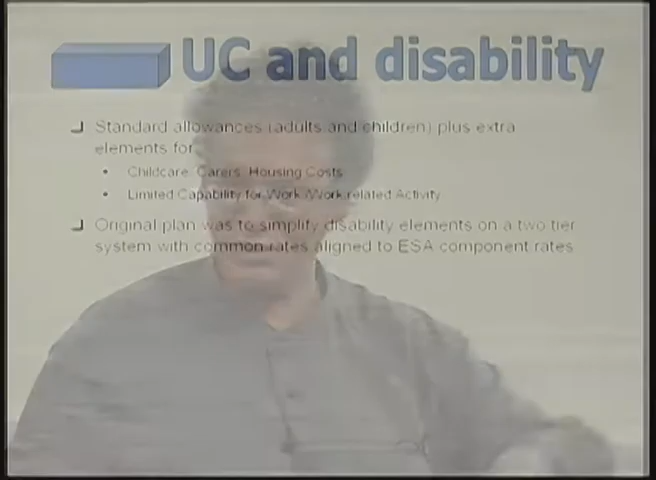 UC and disability
Standard allowances (adults and children) plus extra
elements for
Childcare, Carers, Housing Costs
Limited Capability for Work /Work related Activity
Original plan was to simplify disability elements on a two tier
system with common rates aligned to ESA component rates